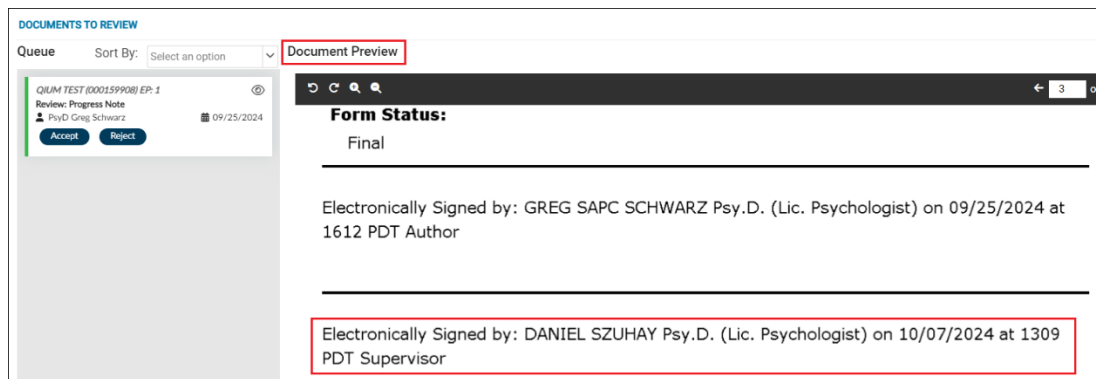 DOCUMENTS TO REVIEW
Queue
Sort By:
Select an option
Document Preview
QIUM TEST (000159908) EP: 1
Review: Progress Note
PsyD Greg Schwarz
09/25/2024
Accept
Reject
3
Form Status:
Final
Electronically Signed by: GREG SAPC SCHWARZ Psy.D. (Lic. Psychologist) on 09/25/2024 at
1612 PDT Author
Electronically Signed by: DANIEL SZUHAY Psy.D. (Lic. Psychologist) on 10/07/2024 at 1309
PDT Supervisor